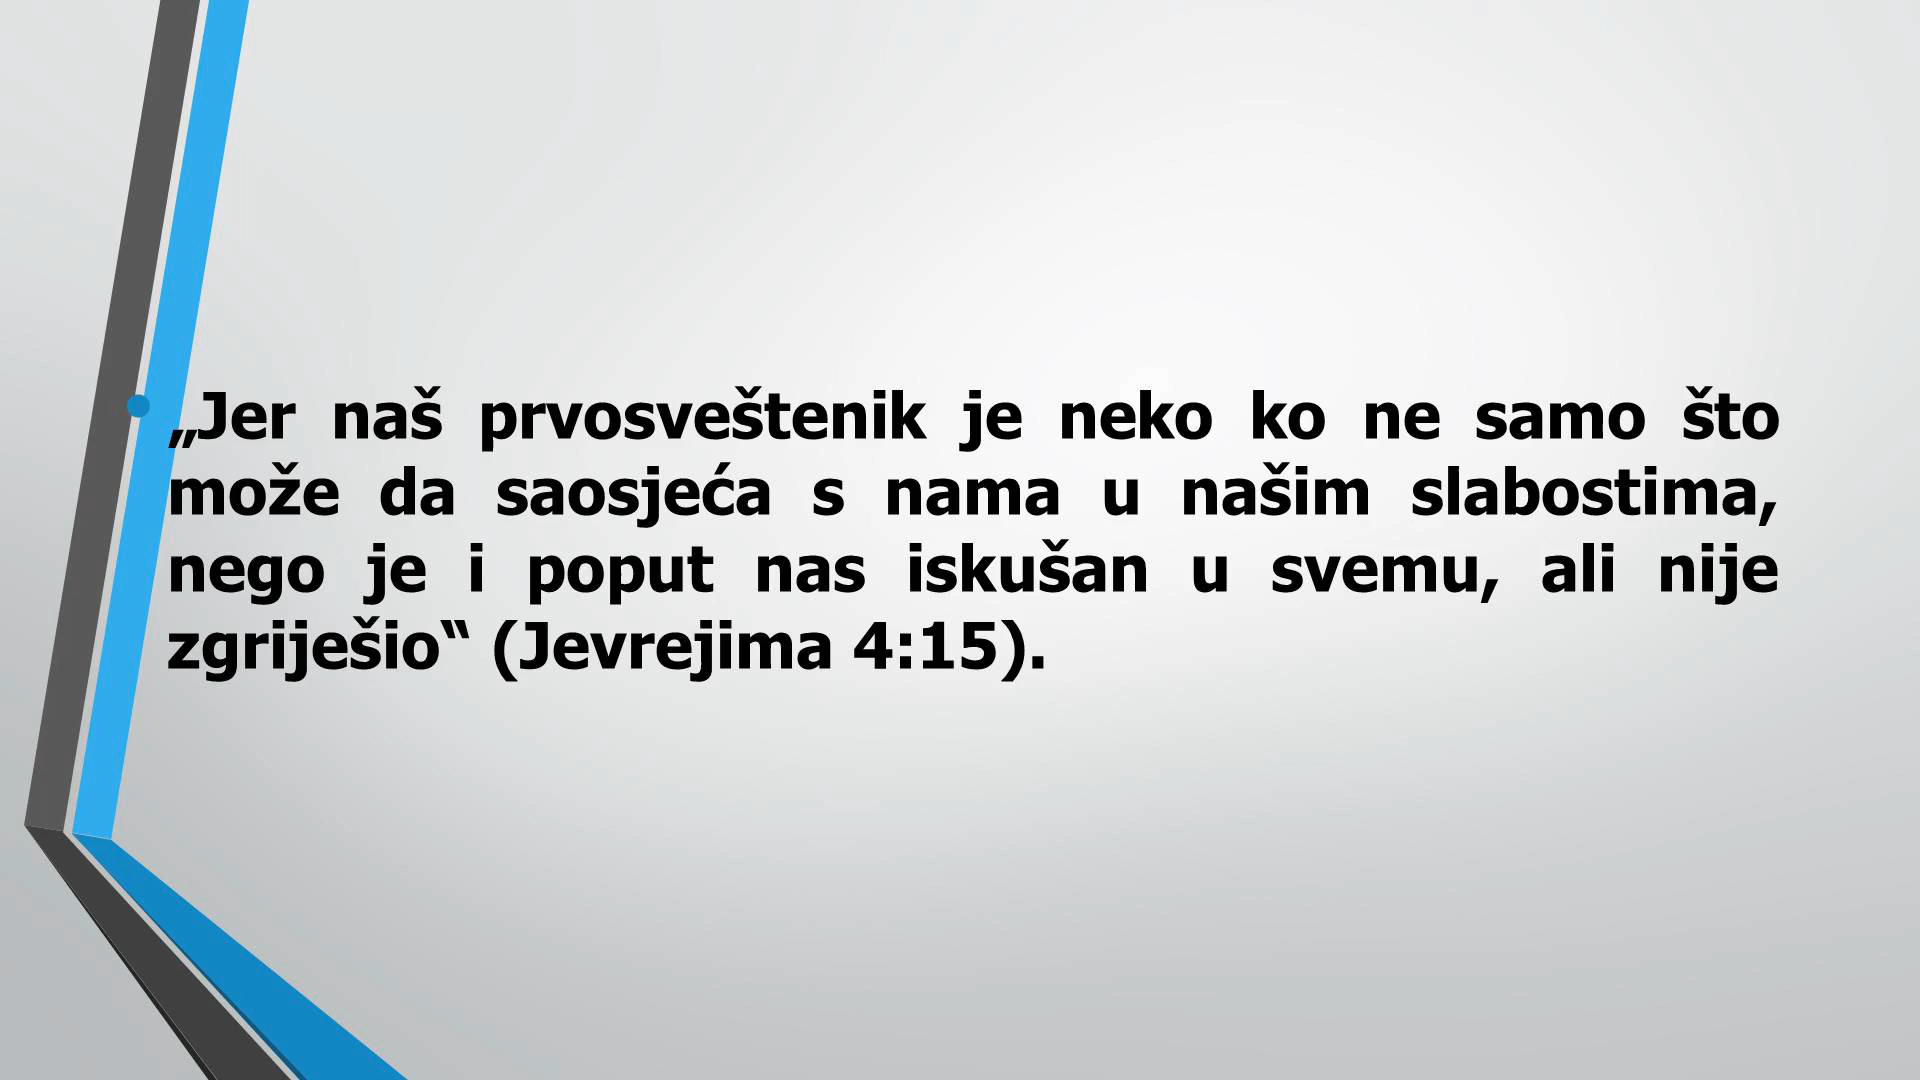 „Jer naš prvosveštenik je neko ko ne samo što
može da saosjeća s nama u našim slabostima,
nego je i poput nas iskušan u svemu, ali nije
zgriješio‟ (Jevrejima 4:15).